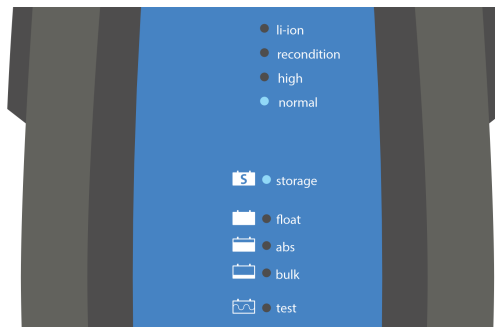 li-ion
recondition
high
normal
S storage
float
abs
bulk
test